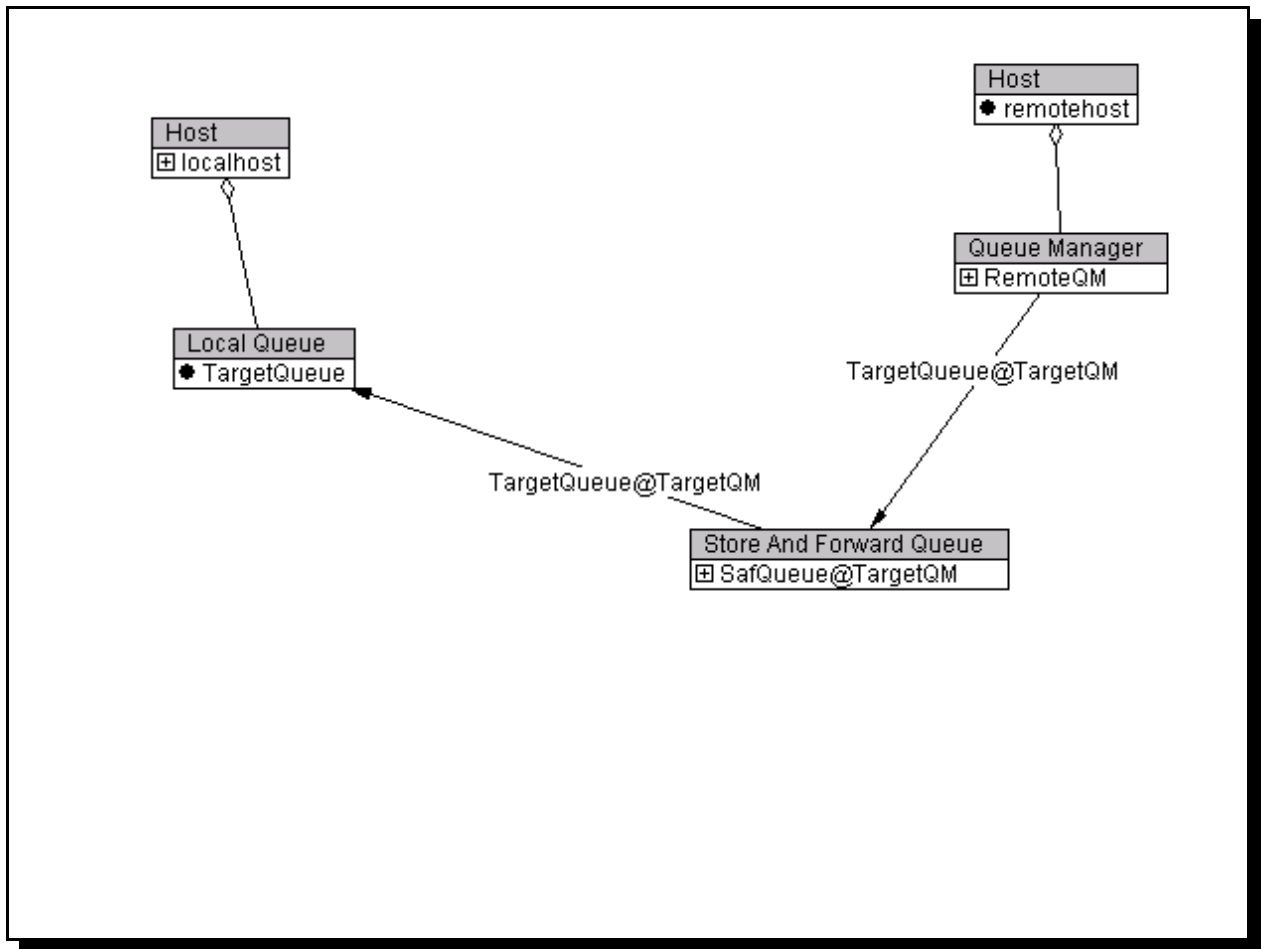 Host
remotehost
Host
localhost
Queue Manager
RemoteQM
Local Queue
TargetQueue
TargetQueue@TargetQM
TargetQueue@TargetQM
Store And Forward Queue
SafQueue@TargetQM